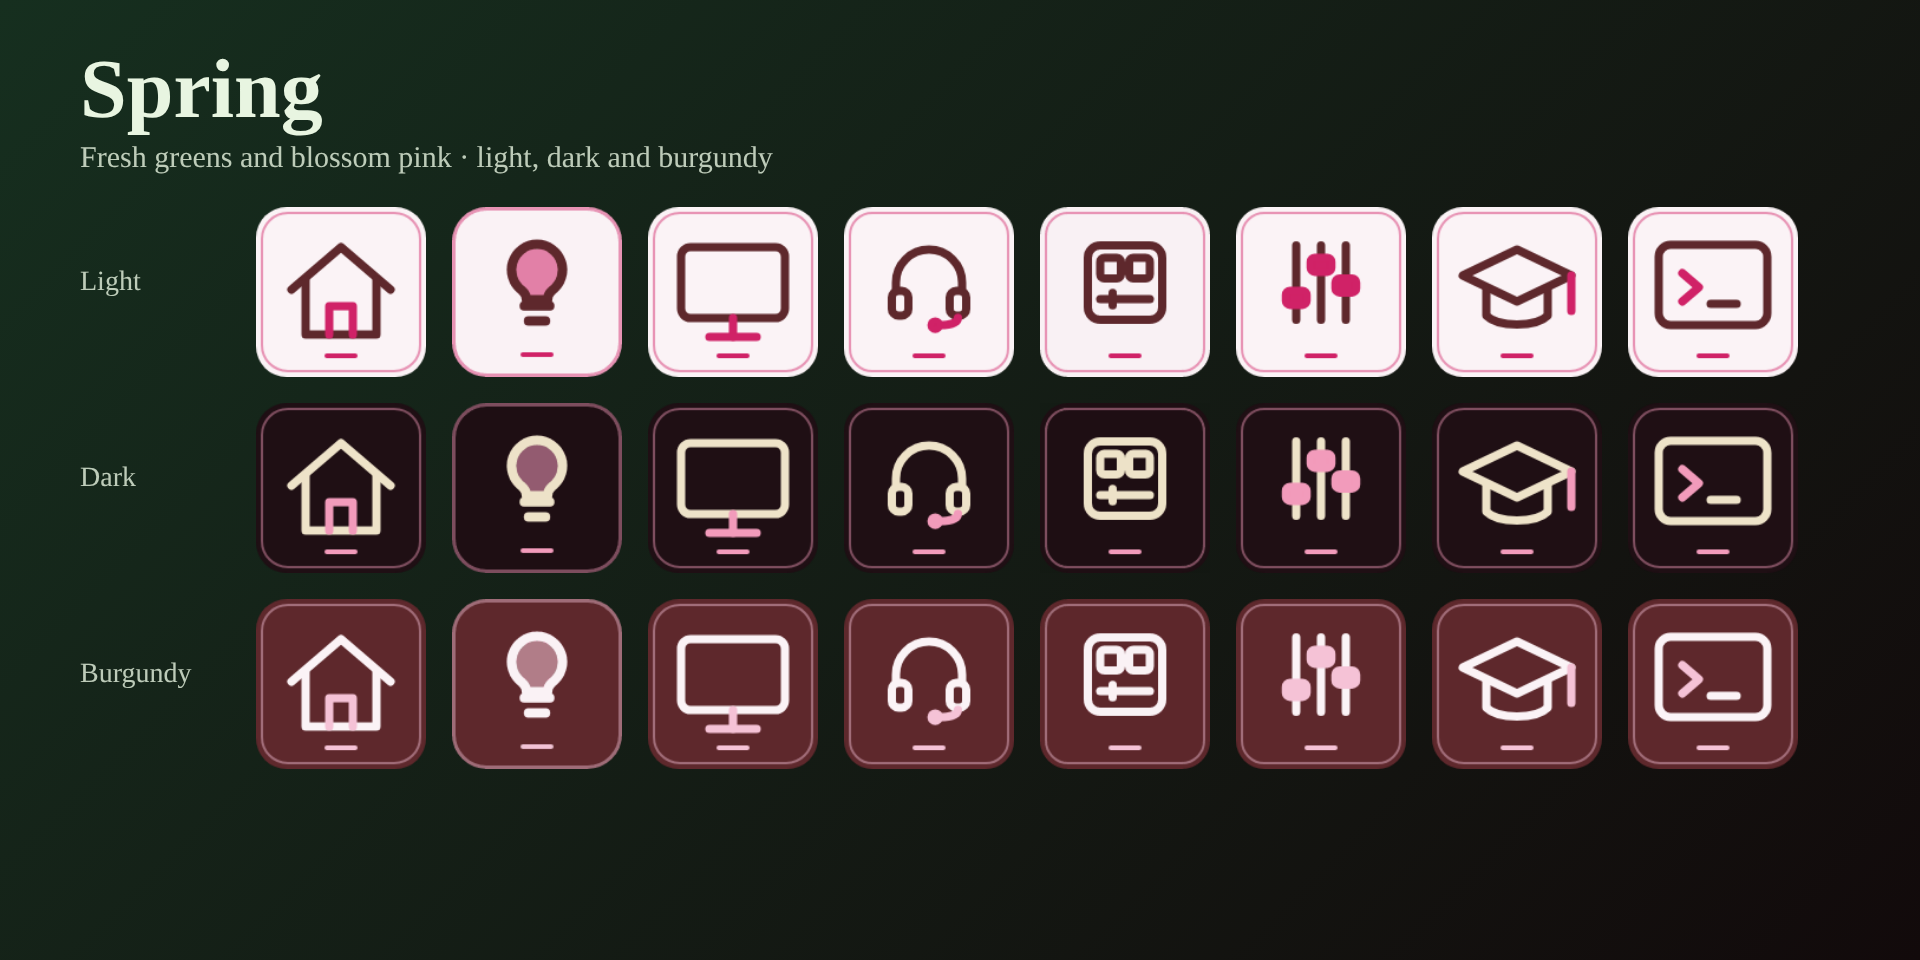 Spring
Fresh greens and blossom pink · light, dark and burgundy
Light
Dark
Burgundy